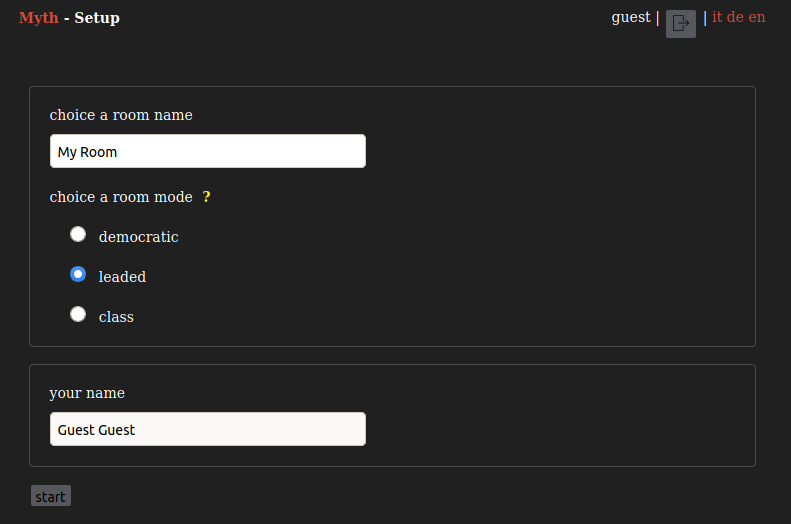 Myth - Setup
guest | | it de en
choice a room name
My Room
choice a room mode ?
democratic
leaded
class
your name
Guest Guest
start